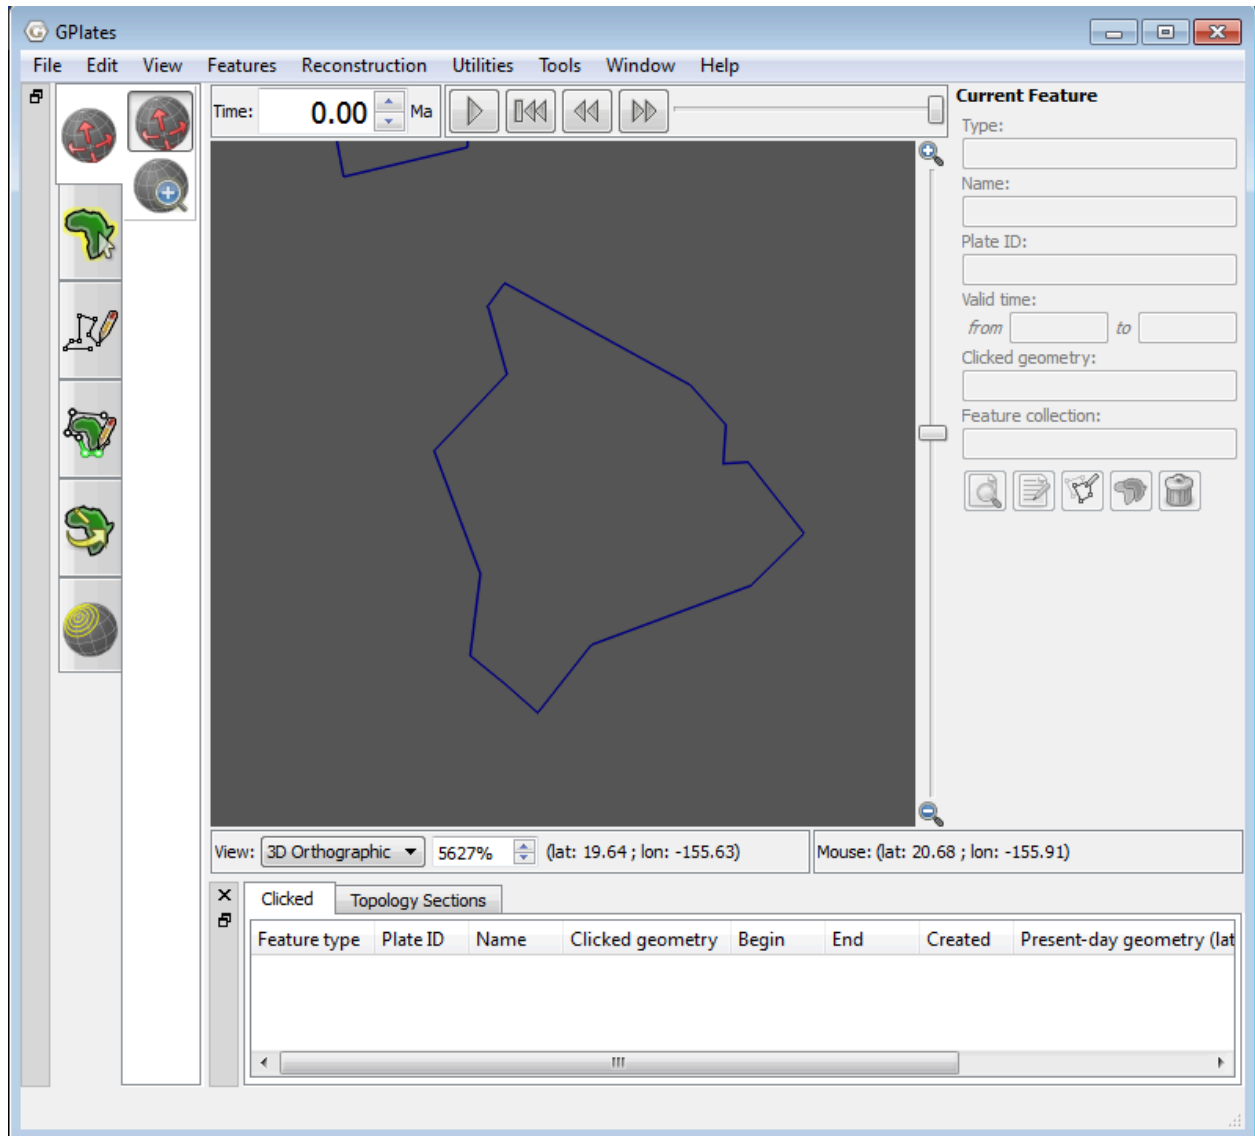 GPlates
File Edit View Features Reconstruction Utilities Tools Window Help
Time: 0.00 Ma
Current Feature
Type:
Name:
Plate ID:
Valid time:
from to
Clicked geometry:
Feature collection:
View: 3D Orthographic 5627% (lat: 19.64 ; lon: -155.63) Mouse: (lat: 20.68 ; lon: -155.91)
Clicked Topology Sections
Feature type Plate ID Name Clicked geometry Begin End Created Present-day geometry (lat